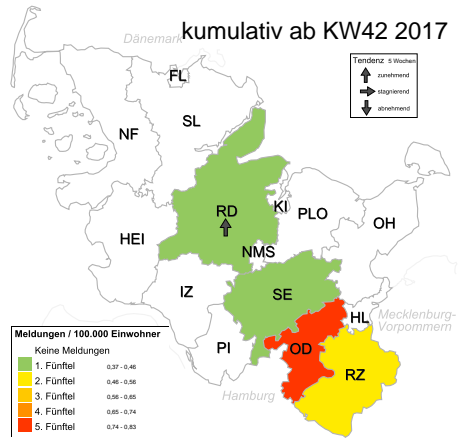 kumulativ ab KW42 2017
Dänemark
Tendenz 5 Wochen
zunehmend
stagnierend
abnehmend
FL
SL
NF
RD
KI
PLO
OH
HEI
NMS
IZ
SE
HL
Mecklenburg-
Vorpommern
PI
OD
RZ
Hamburg
Meldungen / 100.000 Einwohner
Keine Meldungen
1. Fünftel 0,37 - 0,46
2. Fünftel 0,46 - 0,56
3. Fünftel 0,56 - 0,65
4. Fünftel 0,65 - 0,74
5. Fünftel 0,74 - 0,83